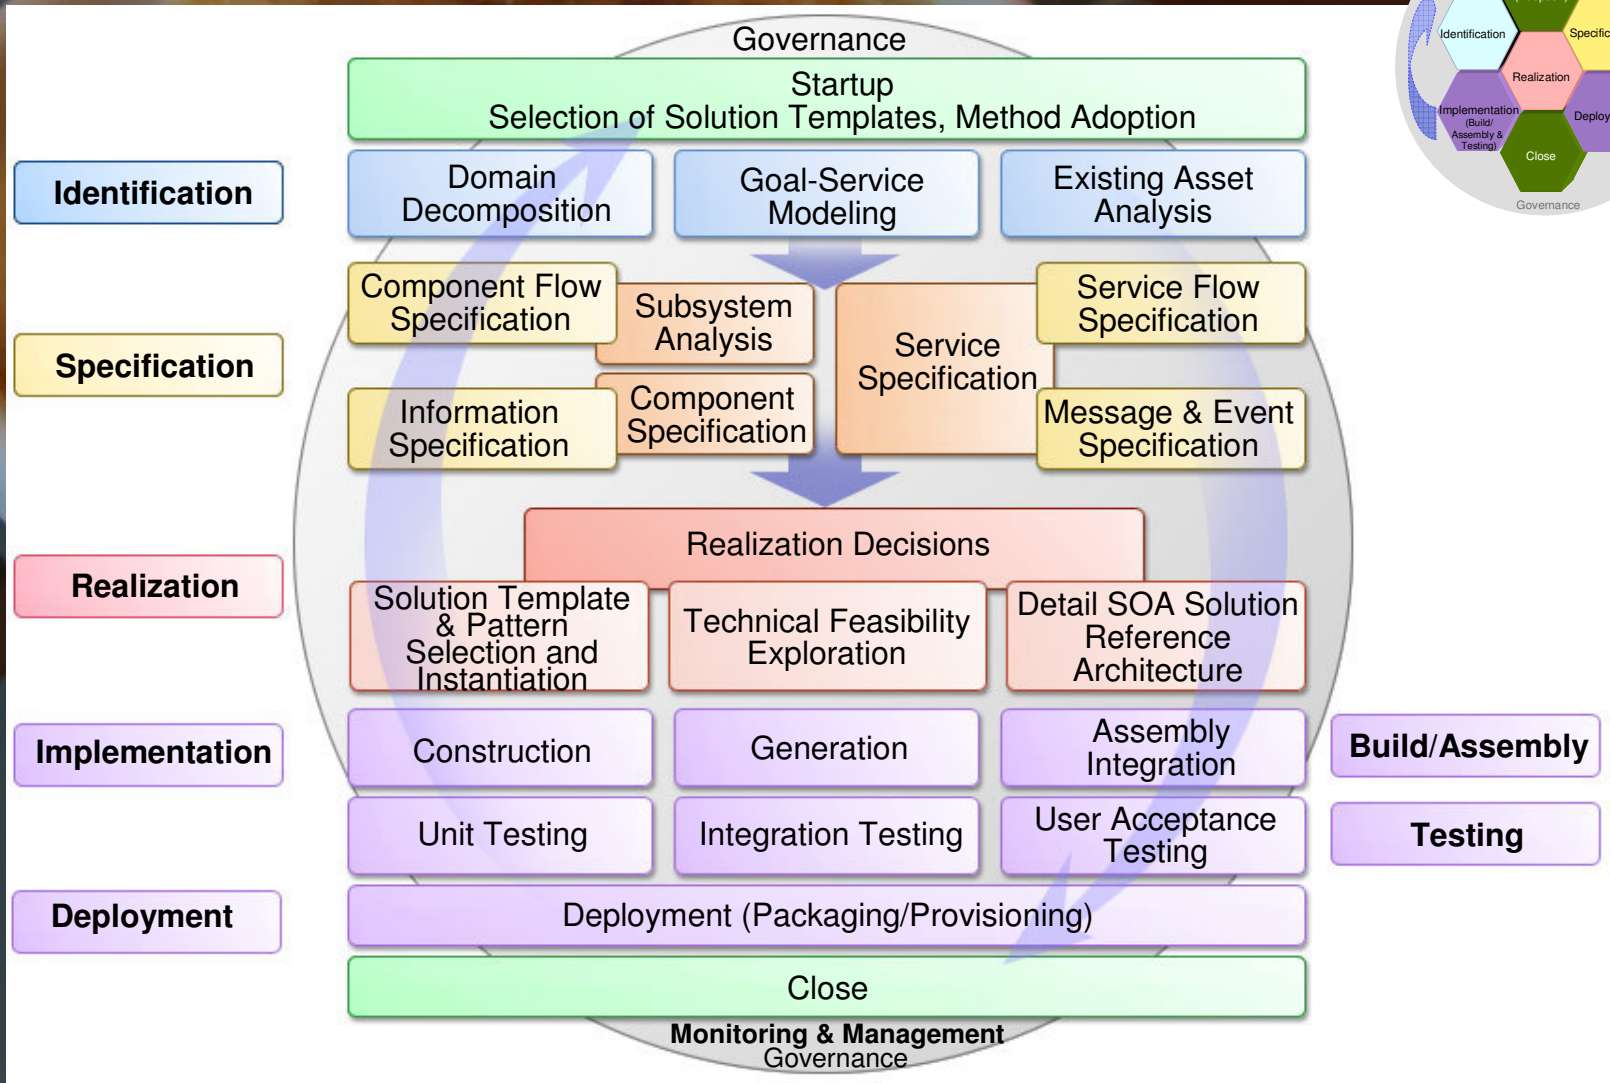 Governance
Startup
Selection of Solution Templates, Method Adoption
Identification
Domain
Decomposition
Goal-Service
Modeling
Existing Asset
Analysis
Specification
Component Flow
Specification
Subsystem
Analysis
Service
Specification
Service Flow
Specification
Information
Specification
Component
Specification
Message & Event
Specification
Realization
Realization Decisions
Solution Template
& Pattern
Selection and
Instantiation
Technical Feasibility
Exploration
Detail SOA Solution
Reference
Architecture
Implementation
Construction
Generation
Assembly
Integration
Build/Assembly
Unit Testing
Integration Testing
User Acceptance
Testing
Testing
Deployment
Deployment (Packaging/Provisioning)
Close
Monitoring & Management
Governance
Identification
Specific
Realization
Implementation
(Build/
Assembly &
Testing)
Deploy
Close
Governance